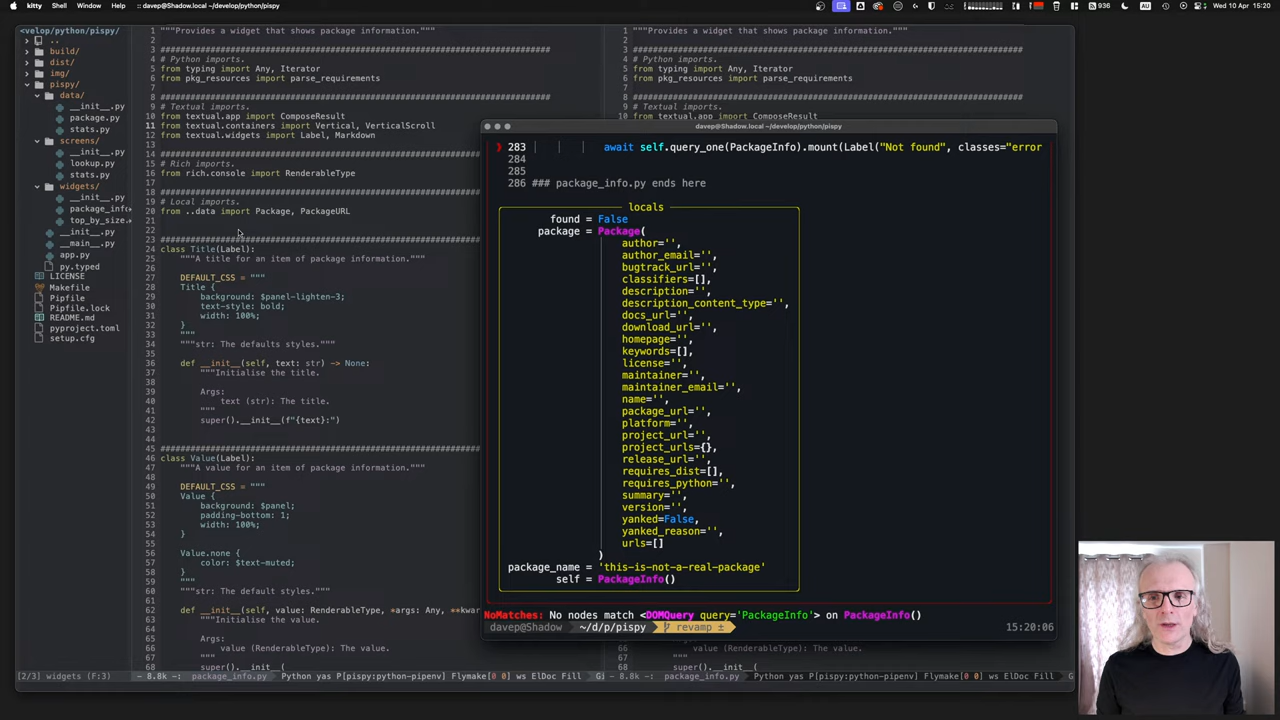 kitty Shell Window Help davep@Shadow.local ~/develop/python/pispy 936 Wed 10 Apr 15:20
<velop/python/pispy/
..
build/
dist/
img/
pispy/
data/
__init__.py
package.py
stats.py
screens/
__init__.py
lookup.py
stats.py
widgets/
__init__.py
package_info
top_by_size.
__init__.py
__main__.py
app.py
py.typed
LICENSE
Makefile
Pipfile
Pipfile.lock
README.md
pyproject.toml
setup.cfg
[2/3] widgets (F:3)
1 """Provides a widget that shows package information."""
2
3 ##############################################################################
4 # Python imports.
5 from typing import Any, Iterator
6 from pkg_resources import parse_requirements
7
8 ##############################################################################
9 # Textual imports.
10 from textual.app import ComposeResult
11 from textual.containers import Vertical, VerticalScroll
12 from textual.widgets import Label, Markdown
13
14 ##############################################################################
15 # Rich imports.
16 from rich.console import RenderableType
17
18 ##############################################################################
19 # Local imports.
20 from ..data import Package, PackageURL
21
22
23 ##############################################################################
24 class Title(Label):
25 """A title for an item of package information."""
26
27 DEFAULT_CSS = """
28 Title {
29 background: $panel-lighten-3;
30 text-style: bold;
31 width: 100%;
32 }
33 """
34 """str: The defaults styles."""
35
36 def __init__(self, text: str) -> None:
37 """Initialise the title.
38
39 Args:
40 text (str): The title.
41 """
42 super().__init__(f"{text}:")
43
44
45 ##############################################################################
46 class Value(Label):
47 """A value for an item of package information."""
48
49 DEFAULT_CSS = """
50 Value {
51 background: $panel;
52 padding-bottom: 1;
53 width: 100%;
54 }
55
56 Value.none {
57 color: $text-muted;
58 }
59 """
60 """str: The default styles."""
61
62 def __init__(self, value: RenderableType, *args: Any, **kwar
63 """Initialise the value.
64
65 Args:
66 value (RenderableType): The value.
67 """
68 super().__init__(
- 8.8k -: package_info.py Python yas P[pispy:python-pipenv] Flymake[0 0] ws ElDoc Fill Gi
1 """Provides a widget that shows package information."""
2
3 ##############################################################################
4 # Python imports.
5 from typing import Any, Iterator
6 from pkg_resources import parse_requirements
7
8 ##############################################################################
9 # Textual imports.
10 from textual.app import ComposeResult
66 value (RenderableType): The value.
67 """
68 super().__init__(
- 8.8k -: package_info.py Python yas P[pispy:python-pipenv] Flymake[0 0] ws ElDoc Fill G
davep@Shadow.local ~/develop/python/pispy
❱ 283 await self.query_one(PackageInfo).mount(Label("Not found", classes="error
284
285
286 ### package_info.py ends here
locals
found = False
package = Package(
author='',
author_email='',
bugtrack_url='',
classifiers=[],
description='',
description_content_type='',
docs_url='',
download_url='',
homepage='',
keywords=[],
license='',
maintainer='',
maintainer_email='',
name='',
package_url='',
platform='',
project_url='',
project_urls={},
release_url='',
requires_dist=[],
requires_python='',
summary='',
version='',
yanked=False,
yanked_reason='',
urls=[]
)
package_name = 'this-is-not-a-real-package'
self = PackageInfo()
NoMatches: No nodes match <DOMQuery query='PackageInfo'> on PackageInfo()
davep@Shadow ~/d/p/pispy revamp ± 15:20:06